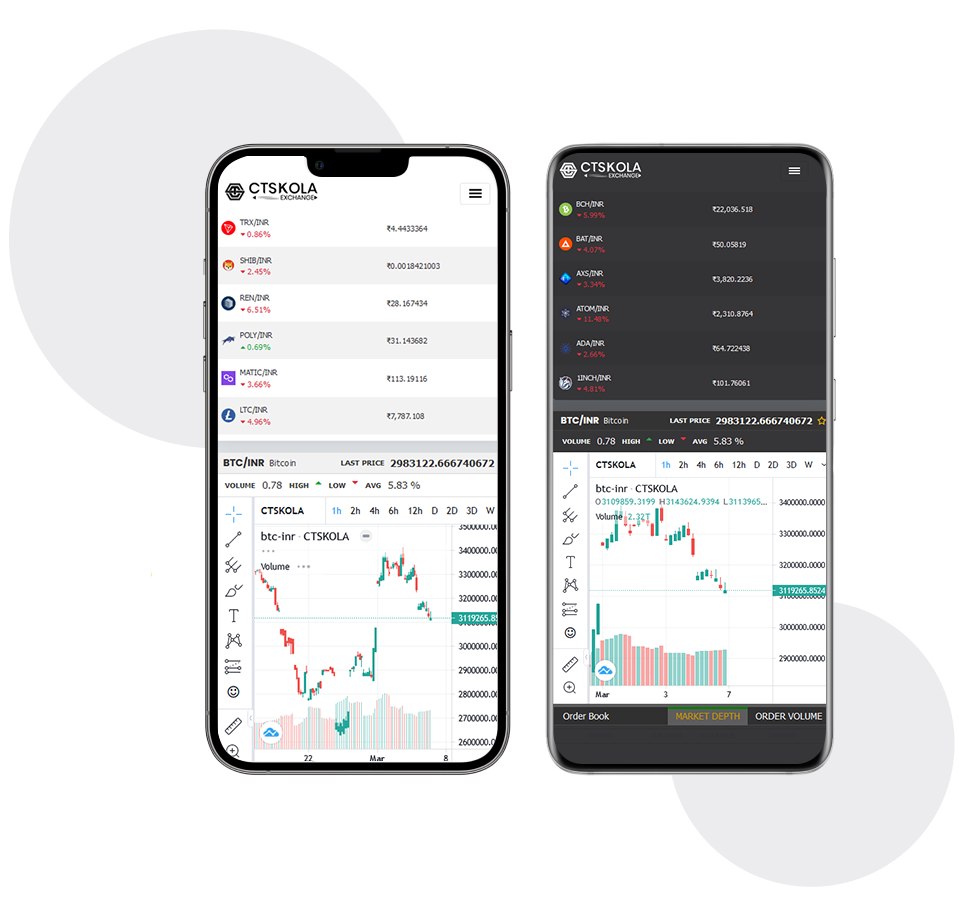 CTSKOLA
EXCHANGE
TRX/INR
0.86%
₹4.4433364
SHIB/INR
2.45%
₹0.0018421003
REN/INR
6.51%
₹28.167434
POLY/INR
0.69%
₹31.143682
MATIC/INR
3.66%
₹113.19116
LTC/INR
4.96%
₹7,787.108
BTC/INR Bitcoin LAST PRICE 2983122.666740672
VOLUME 0.78 HIGH LOW AVG 5.83 %
CTSKOLA 1h 2h 4h 6h 12h D 2D 3D W
btc-inr · CTSKOLA
Volume
3500000.0
3400000.00
3300000.00
3200000.00
3119265.85
3100000.00
3000000.00
2900000.00
2800000.00
2700000.00
2600000.00
22 Mar 8
CTSKOLA
EXCHANGE
BCH/INR
5.99%
₹22,036.518
BAT/INR
4.07%
₹50.05819
AXS/INR
3.34%
₹3,820.2236
ATOM/INR
11.48%
₹2,310.8764
ADA/INR
2.66%
₹64.722438
1INCH/INR
4.81%
₹101.76061
BTC/INR Bitcoin LAST PRICE 2983122.666740672
VOLUME 0.78 HIGH LOW AVG 5.83 %
CTSKOLA 1h 2h 4h 6h 12h D 2D 3D W
btc-inr · CTSKOLA
O3109859.3199 H3143624.9394 L3113965...
Volume 2.32T
3400000.0000
3300000.0000
3200000.0000
3119265.8524
3100000.0000
3000000.0000
2900000.0000
Mar 3 7
Order Book MARKET DEPTH ORDER VOLUME